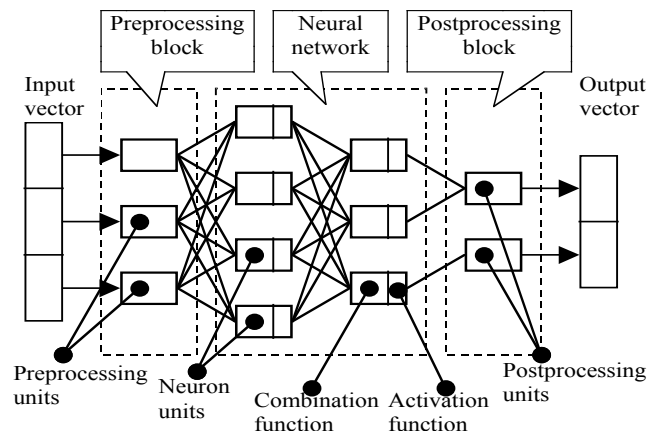 Preprocessing
block
Neural
network
Postprocessing
block
Input
vector
Output
vector
Preprocessing
units
Neuron
units
Combination
function
Activation
function
Postprocessing
units